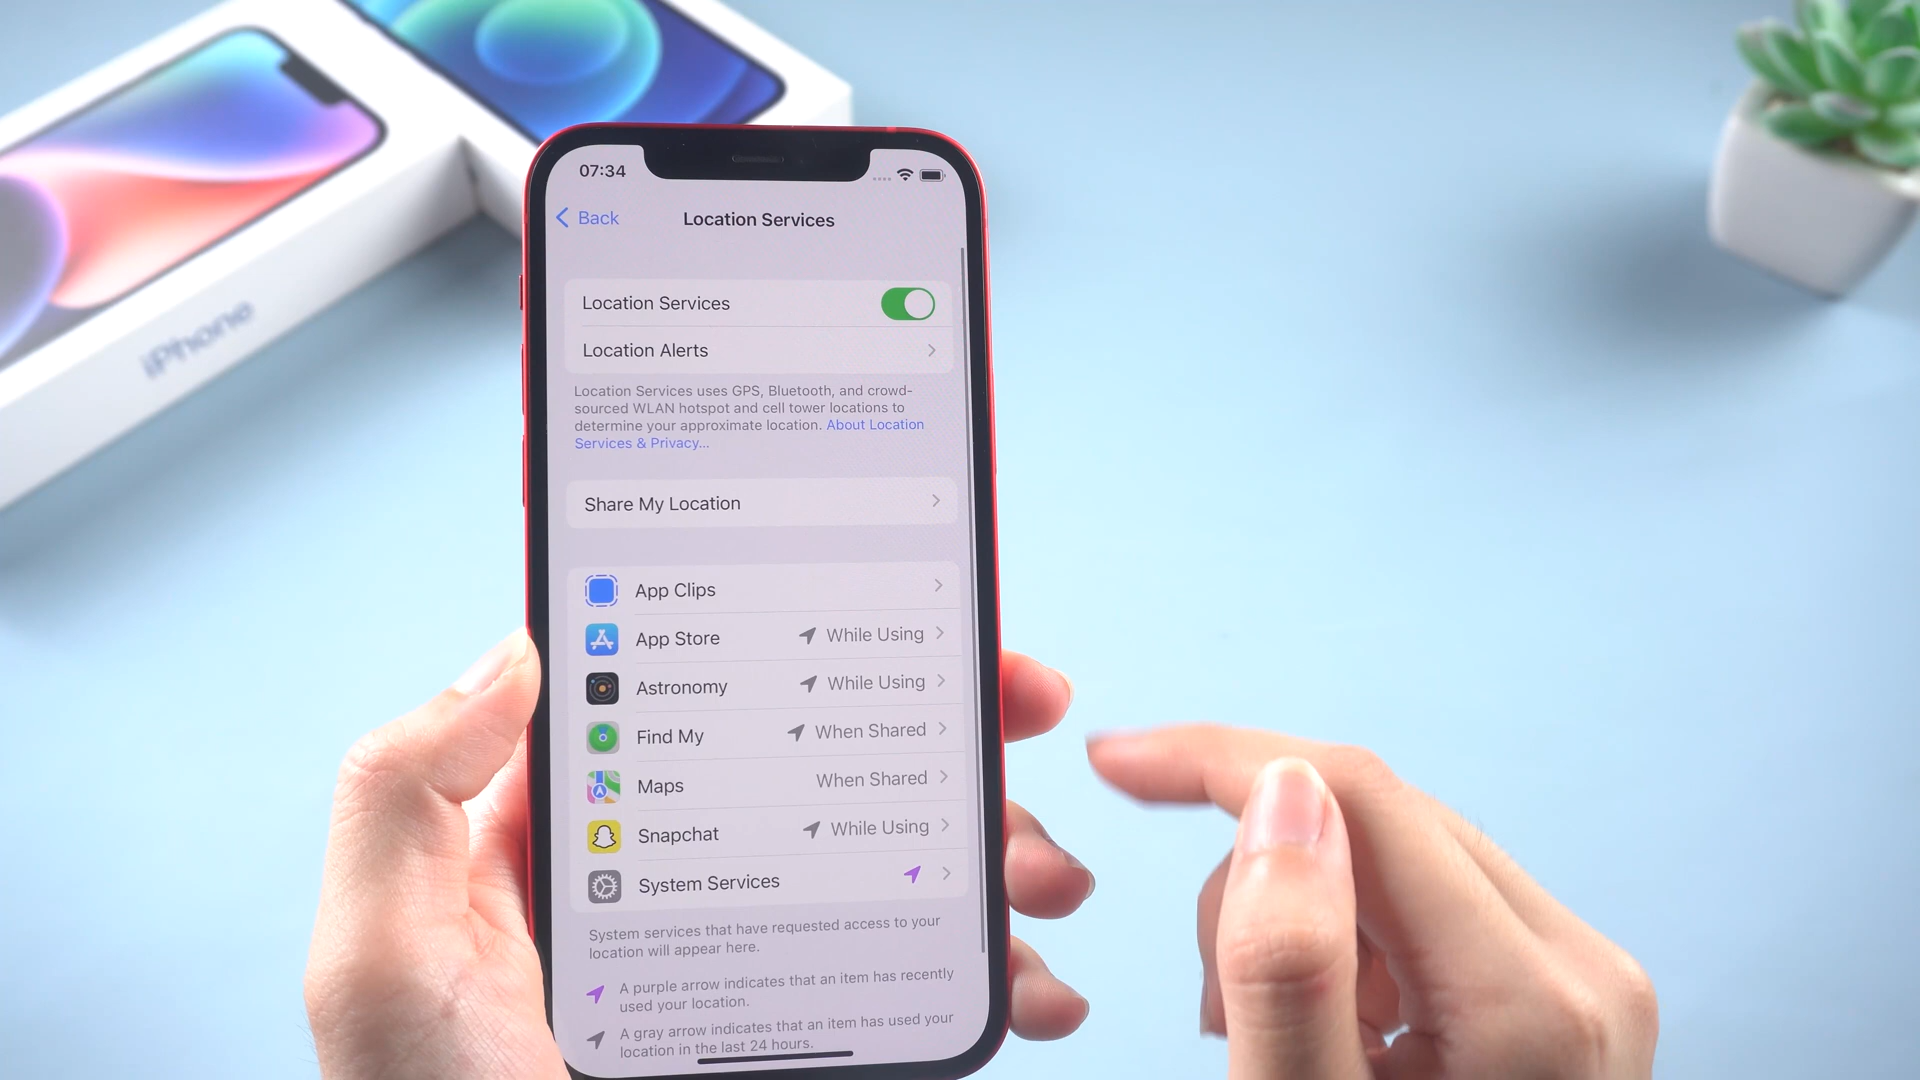 iPhone
07:34
Back
Location Services
Location Services
Location Alerts
Location Services uses GPS, Bluetooth, and crowd-
sourced WLAN hotspot and cell tower locations to
determine your approximate location. About Location
Services & Privacy...
Share My Location
App Clips
App Store While Using
Astronomy While Using
Find My When Shared
Maps When Shared
Snapchat While Using
System Services
System services that have requested access to your
location will appear here.
A purple arrow indicates that an item has recently
used your location.
A gray arrow indicates that an item has used your
location in the last 24 hours.